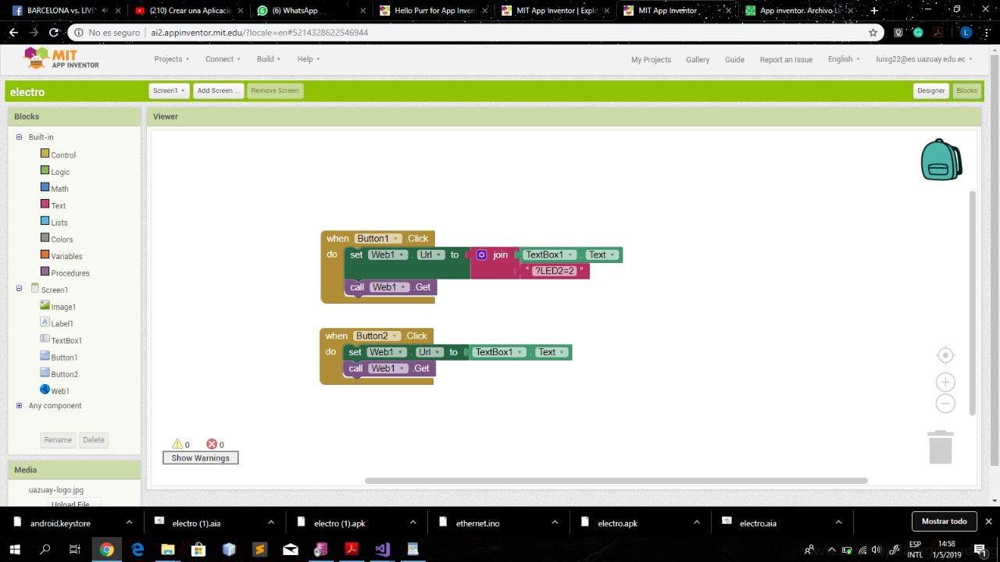 BARCELONA vs. LIVE
(210) Crear una Aplicacio
(6) WhatsApp
Hello Purr for App Inven
MIT App Inventor | Explo
MIT App Inventor
App inventor. Archivo
No es seguro | ai2.appinventor.mit.edu/?locale=en#5214328622546944
MIT
APP INVENTOR
Projects
Connect
Build
Help
My Projects
Gallery
Guide
Report an Issue
English
luixg22@es.uazuay.edu.ec
electro
Screen1
Add Screen ...
Remove Screen
Designer
Blocks
Blocks
Viewer
Built-in
Control
Logic
Math
Text
Lists
Colors
Variables
Procedures
Screen1
Image1
Label1
TextBox1
Button1
Button2
Web1
Any component
Rename
Delete
Media
uazuay-logo.jpg
Upload File
when Button1 .Click
do set Web1 . Url to join TextBox1 . Text
“ ?LED2=2 ”
call Web1 .Get
when Button2 .Click
do set Web1 . Url to TextBox1 . Text
call Web1 .Get
0 0
Show Warnings
android.keystore
electro (1).aia
electro (1).apk
ethernet.ino
electro.apk
electro.aia
Mostrar todo
ESP
INTL
14:58
1/5/2019
1